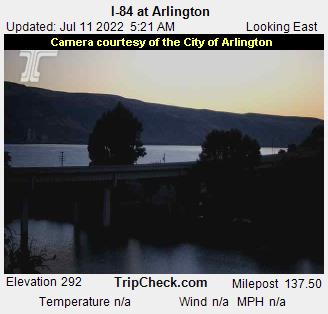 I-84 at Arlington
Updated: Jul 11 2022 5:21 AM Looking East
Camera courtesy of the City of Arlington
Elevation 292 TripCheck.com Milepost 137.50
Temperature n/a Wind n/a MPH n/a